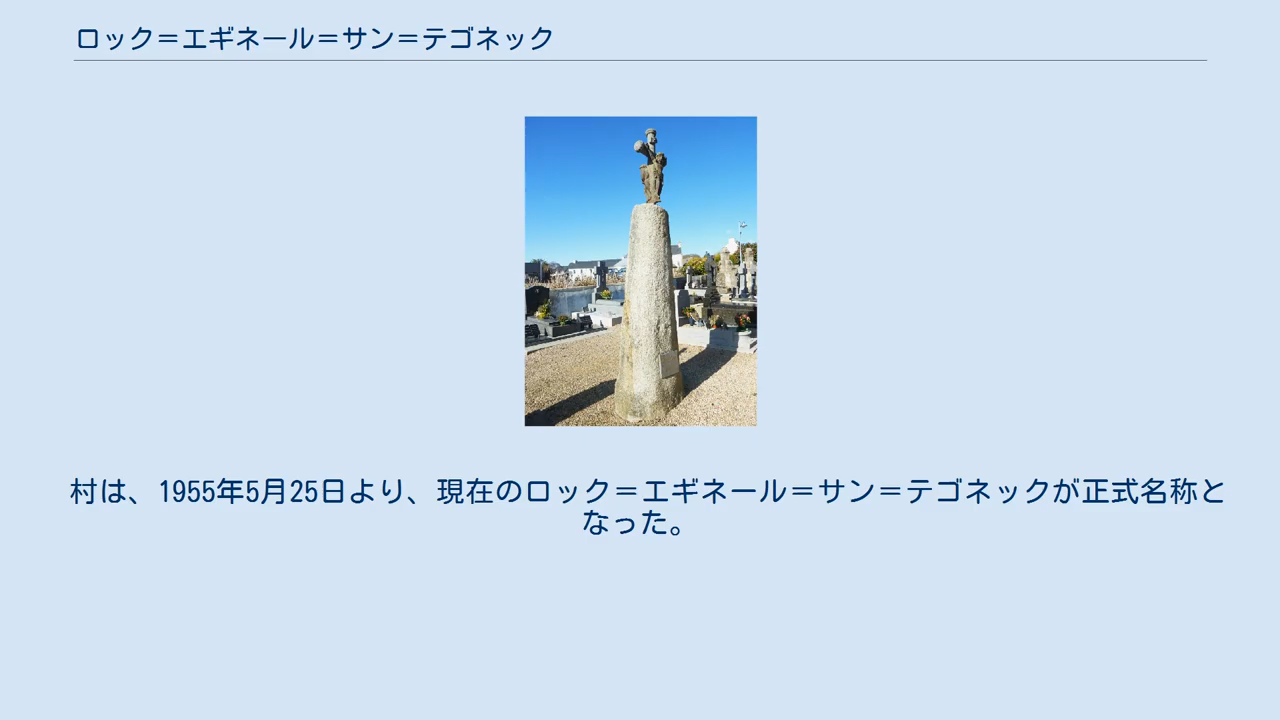 ロック＝エギネール＝サン＝テゴネック
村は、1955年5月25日より、現在のロック＝エギネール＝サン＝テゴネックが正式名称と
なった。